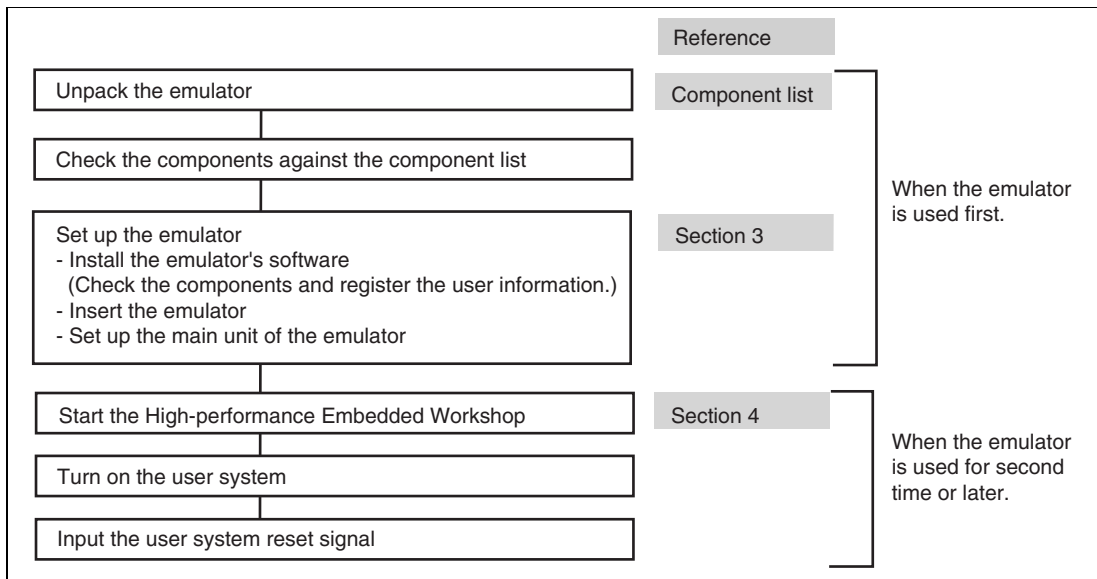 Reference
Unpack the emulator
Component list
Check the components against the component list
When the emulator
is used first.
Set up the emulator
- Install the emulator's software
(Check the components and register the user information.)
- Insert the emulator
- Set up the main unit of the emulator
Section 3
Start the High-performance Embedded Workshop
Section 4
Turn on the user system
Input the user system reset signal
When the emulator
is used for second
time or later.